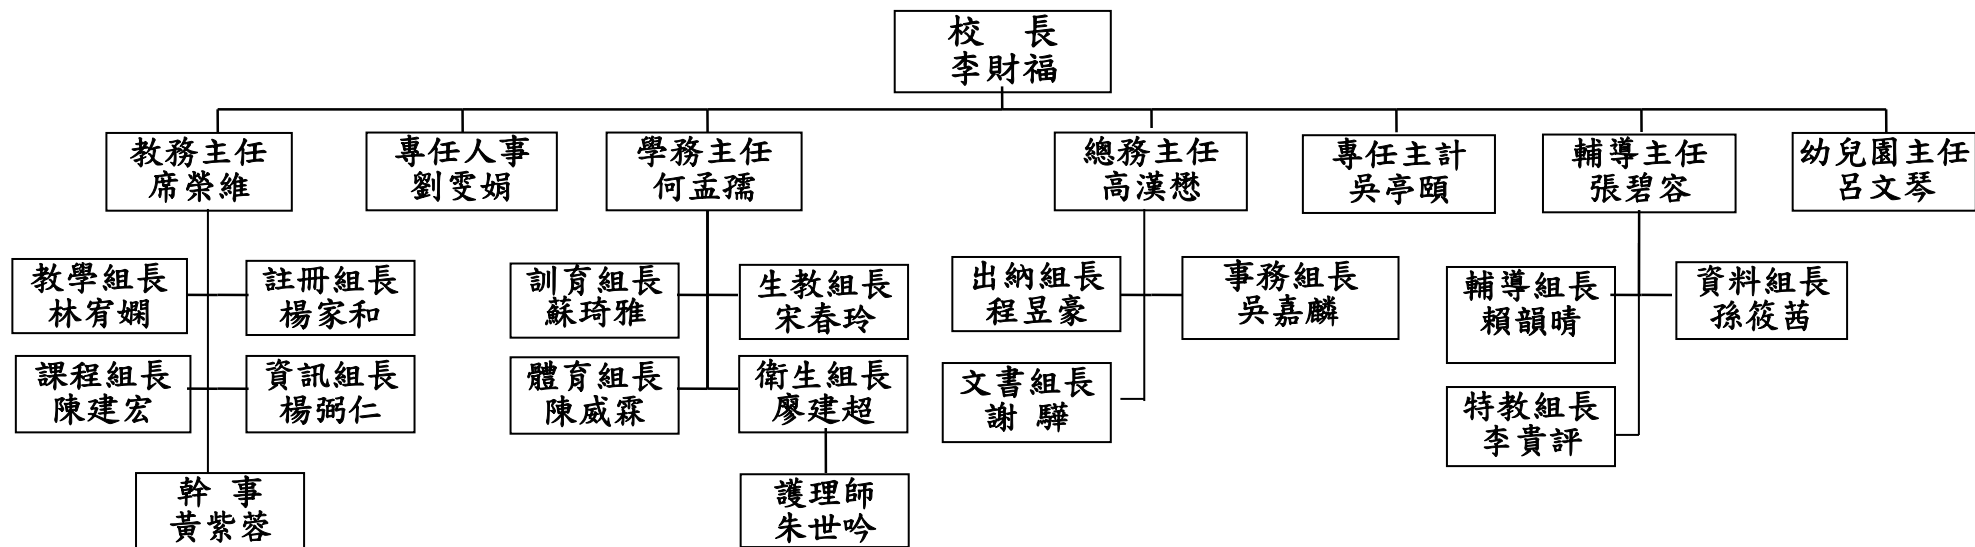 校　長
李財福
教務主任
席榮維
專任人事
劉雯娟
學務主任
何孟孺
總務主任
高漢懋
專任主計
吳亭頤
輔導主任
張碧容
幼兒園主任
呂文琴
教學組長
林宥嫻
註冊組長
楊家和
訓育組長
蘇琦雅
生教組長
宋春玲
出納組長
程昱豪
事務組長
吳嘉麟
輔導組長
賴韻晴
資料組長
孫筱茜
課程組長
陳建宏
資訊組長
楊弼仁
體育組長
陳威霖
衛生組長
廖建超
文書組長
謝 驊
特教組長
李貴評
幹 事
黃紫蓉
護理師
朱世吟